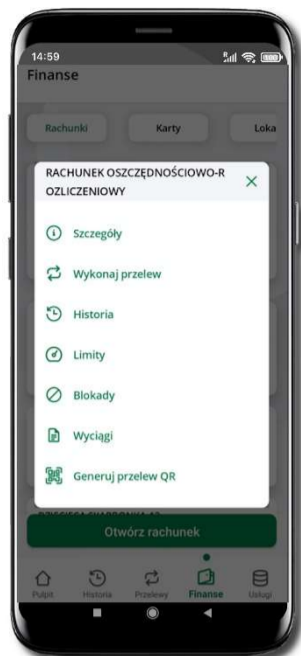 14:59
R
Finanse
Rachunki
Karty
Loka
RACHUNEK OSZCZĘDNOŚCIOWO-R
OZLICZENIOWY
Szczegóły
Wykonaj przelew
Historia
Limity
Blokady
Wyciągi
Generuj przelew QR
Otwórz rachunek
Pulpit
Historia
Przelewy
Finanse
Usługi